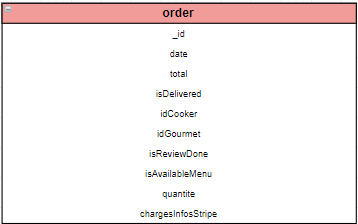 order
_id
date
total
isDelivered
idCooker
idGourmet
isReviewDone
isAvailableMenu
quantite
chargesInfosStripe